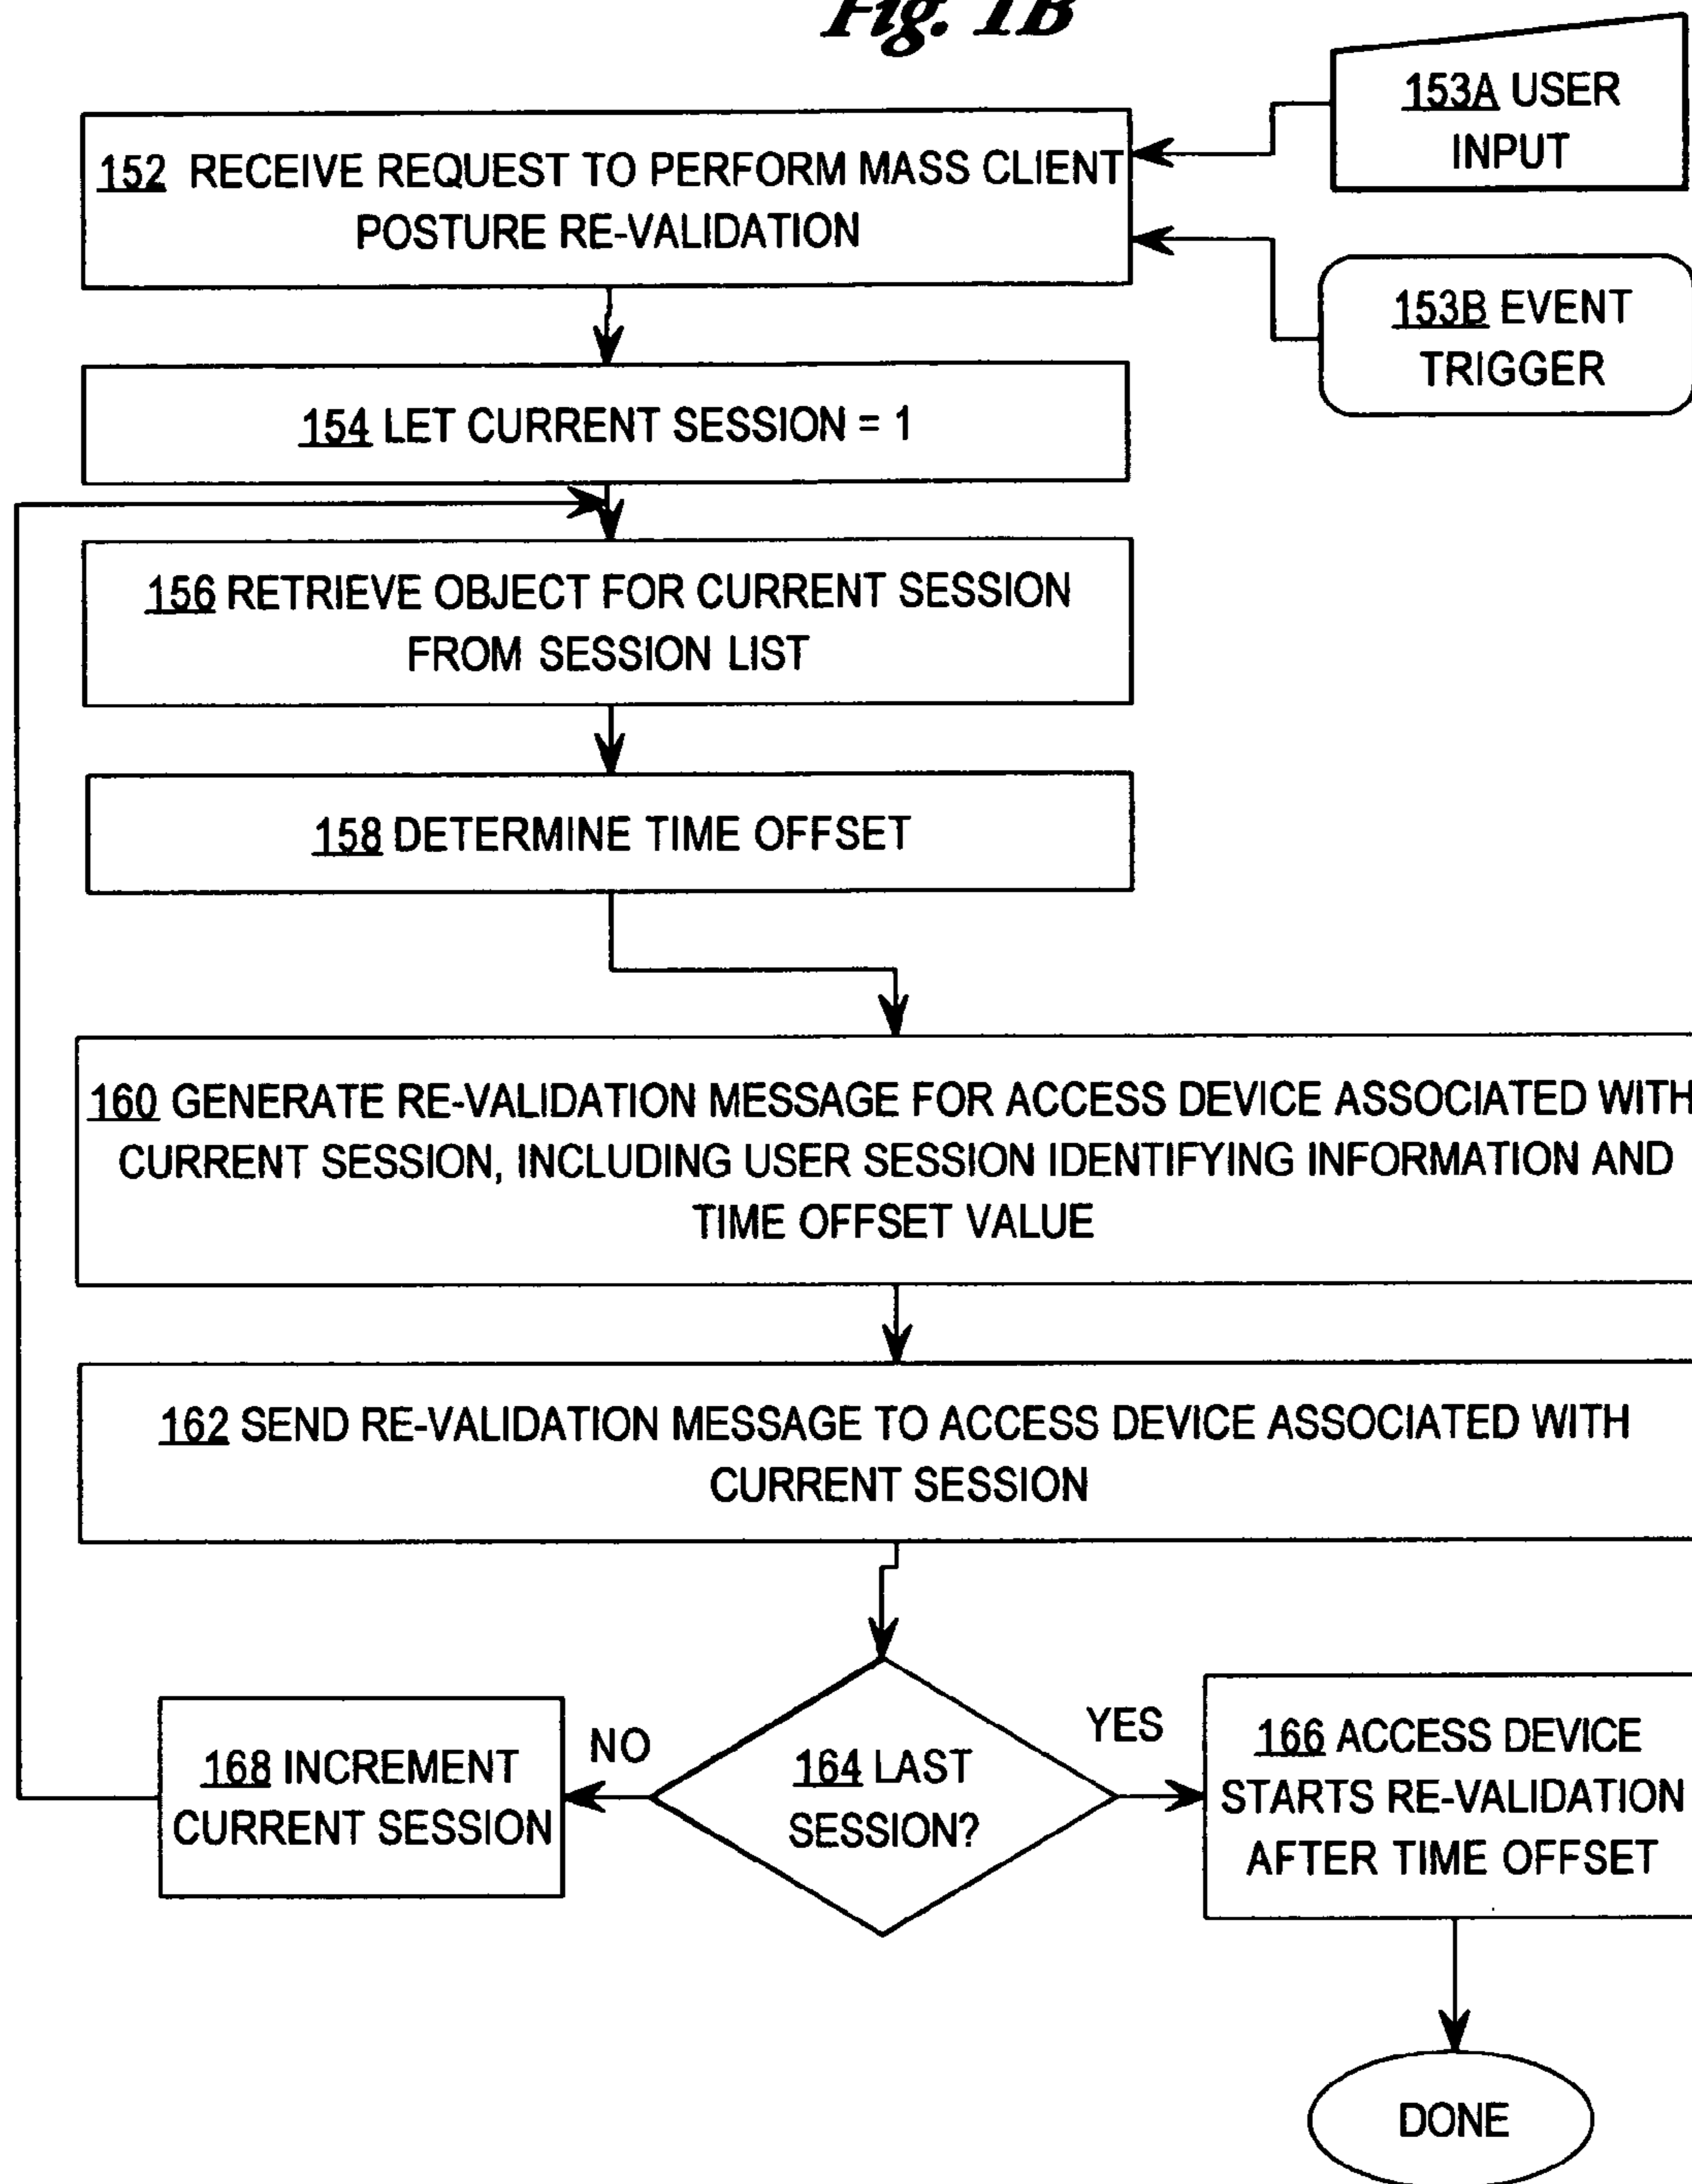 Fig. 1B
153A USER
INPUT
152 RECEIVE REQUEST TO PERFORM MASS CLIENT
POSTURE RE-VALIDATION
153B EVENT
TRIGGER
154 LET CURRENT SESSION = 1
156 RETRIEVE OBJECT FOR CURRENT SESSION
FROM SESSION LIST
158 DETERMINE TIME OFFSET
160 GENERATE RE-VALIDATION MESSAGE FOR ACCESS DEVICE ASSOCIATED WITH
CURRENT SESSION, INCLUDING USER SESSION IDENTIFYING INFORMATION AND
TIME OFFSET VALUE
162 SEND RE-VALIDATION MESSAGE TO ACCESS DEVICE ASSOCIATED WITH
CURRENT SESSION
168 INCREMENT
CURRENT SESSION
NO
164 LAST
SESSION?
YES
166 ACCESS DEVICE
STARTS RE-VALIDATION
AFTER TIME OFFSET
DONE